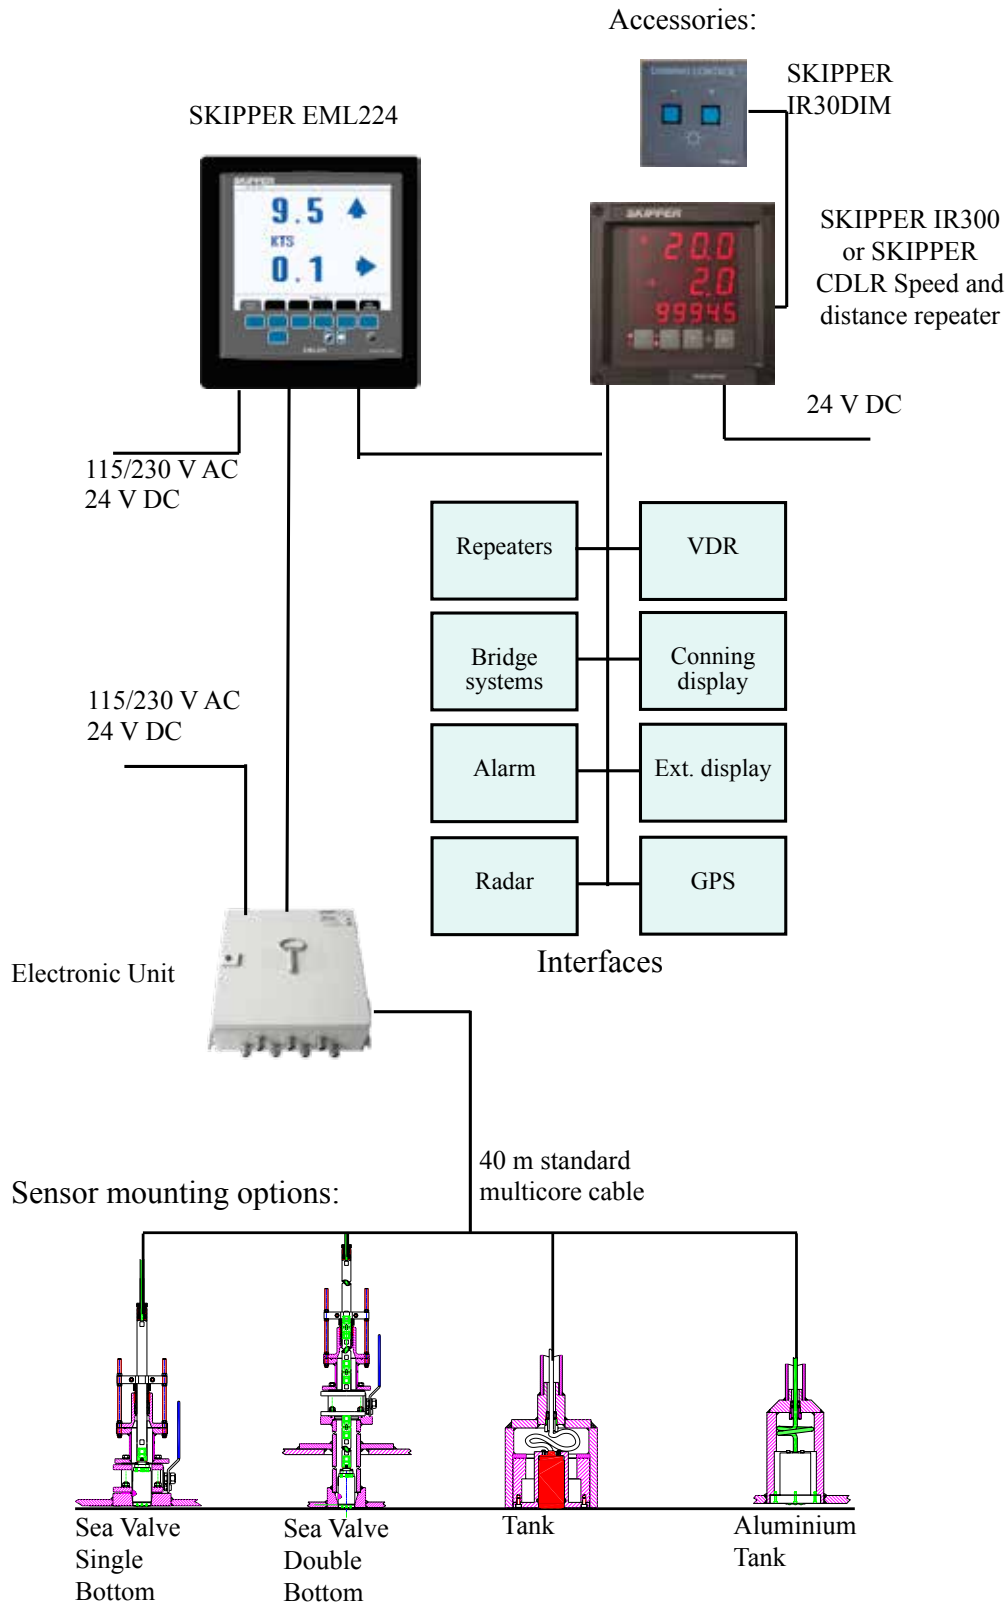 Accessories:
SKIPPER
IR30DIM
SKIPPER EML224
DIMMING CONTROL
SKIPPER
9.5
KTS
0.1
SKIPPER
20.0
2.0
99945
SKIPPER IR300
or SKIPPER
CDLR Speed and
distance repeater
24 V DC
115/230 V AC
24 V DC
Repeaters
VDR
Bridge
systems
Conning
display
115/230 V AC
24 V DC
Alarm
Ext. display
Radar
GPS
Interfaces
Electronic Unit
40 m standard
multicore cable
Sensor mounting options:
Sea Valve
Single
Bottom
Sea Valve
Double
Bottom
Tank
Aluminium
Tank